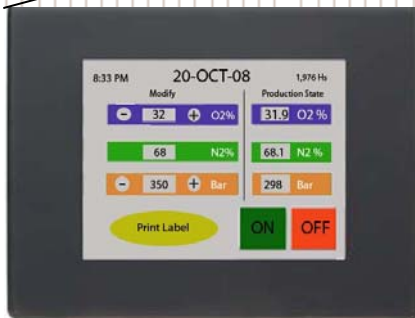 8:33 PM 20-OCT-08 1,976 Hs
Modify Production State
− 32 + O2% 31.9 O2 %
68 N2% 68.1 N2 %
− 350 + Bar 298 Bar
Print Label ON OFF